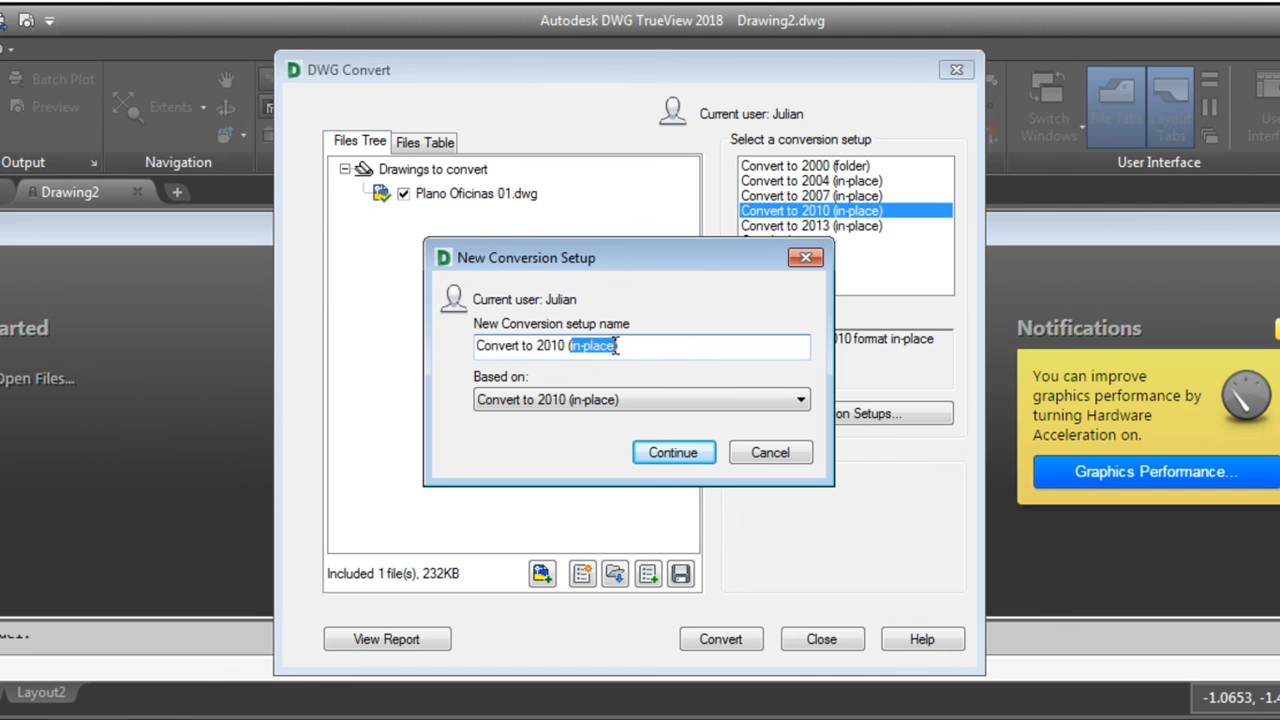 Autodesk DWG TrueView 2018 Drawing2.dwg
DWG Convert
Batch Plot
Preview
Extents
Switch Windows
File Tabs
Layout Tabs
Output
Navigation
User Interface
Current user: Julian
Files Tree
Files Table
Select a conversion setup
Drawings to convert
Plano Oficinas 01.dwg
Convert to 2000 (folder)
Convert to 2004 (in-place)
Convert to 2007 (in-place)
Convert to 2010 (in-place)
Convert to 2013 (in-place)
Drawing2
New Conversion Setup
Current user: Julian
New Conversion setup name
Convert to 2010 (in-place)
Based on:
Convert to 2010 (in-place)
Continue
Cancel
10 format in-place
on Setups...
arted
Open Files...
Notifications
You can improve
graphics performance by
turning Hardware
Acceleration on.
Graphics Performance...
Included 1 file(s), 232KB
View Report
Convert
Close
Help
Layout2
-1.0653, -1.4